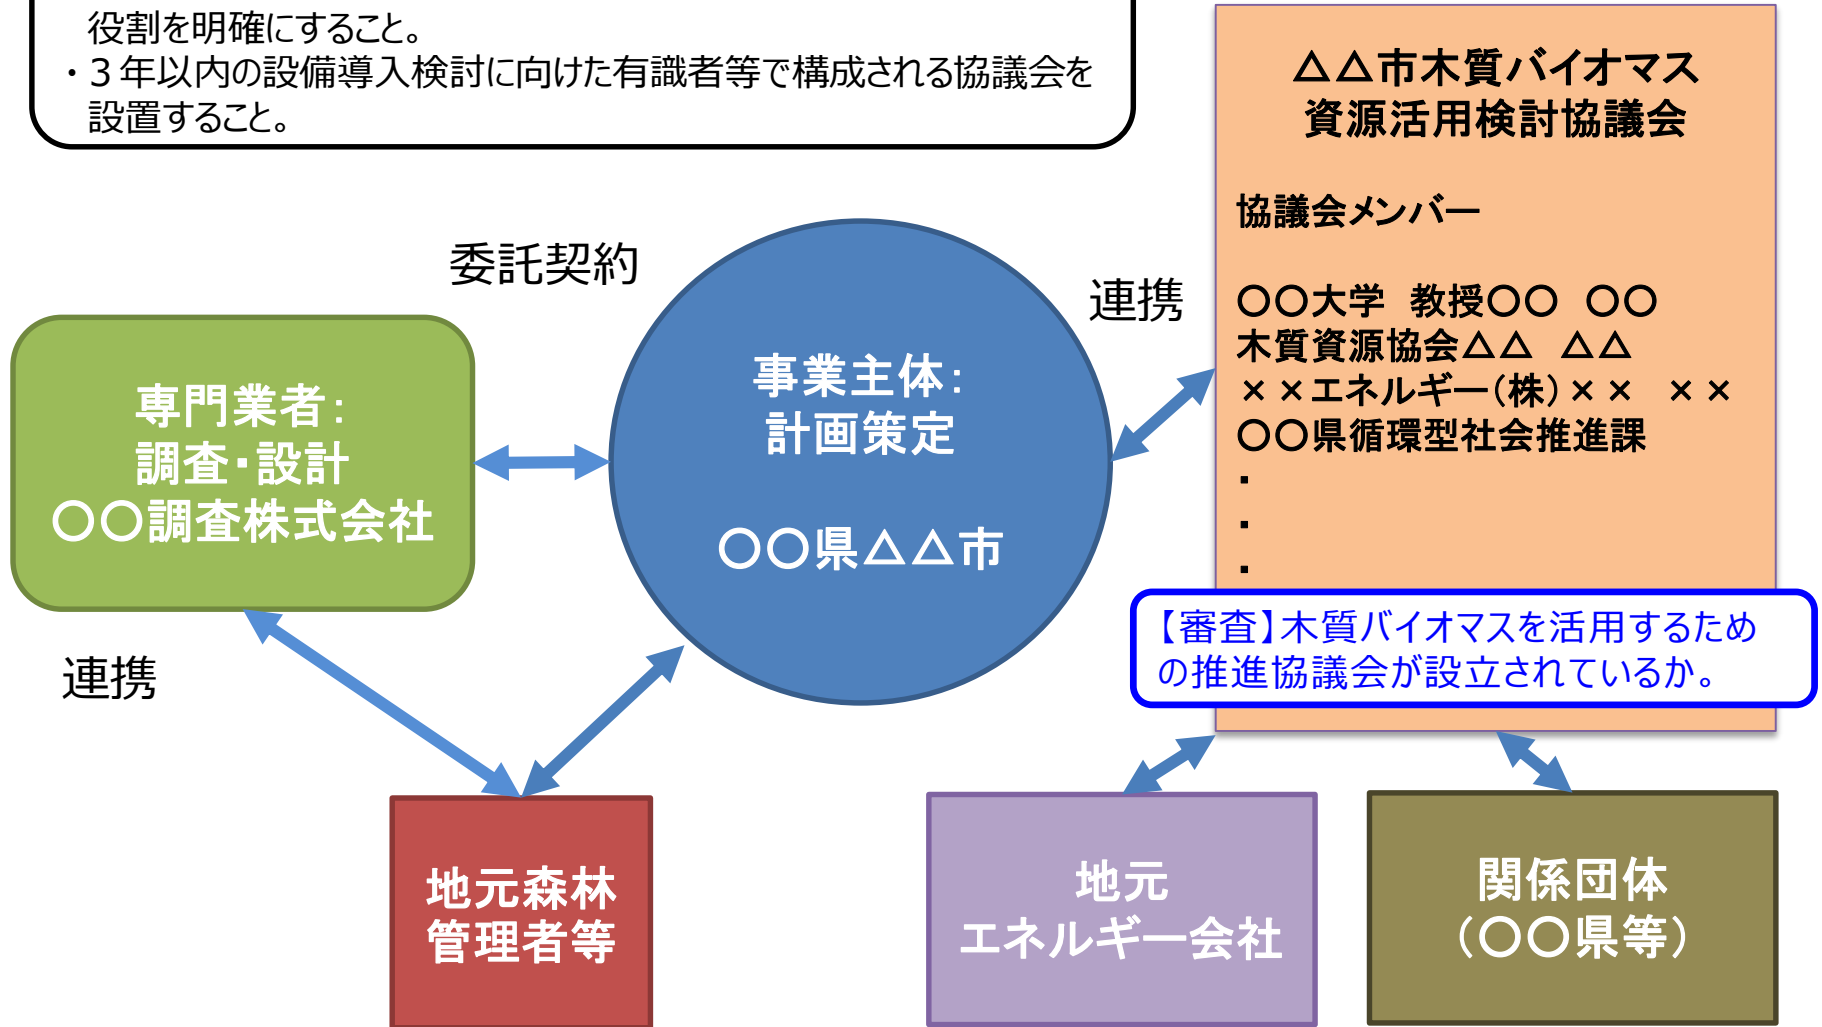 役割を明確にすること。
・３年以内の設備導入検討に向けた有識者等で構成される協議会を
設置すること。
△△市木質バイオマス
資源活用検討協議会
協議会メンバー
〇〇大学　教授〇〇　〇〇
木質資源協会△△　△△
××エネルギー（株）××　××
〇〇県循環型社会推進課
・
・
・
【審査】木質バイオマスを活用するため
の推進協議会が設立されているか。
委託契約
連携
専門業者：
調査・設計
〇〇調査株式会社
事業主体：
計画策定
〇〇県△△市
連携
地元森林
管理者等
地元
エネルギー会社
関係団体
（〇〇県等）